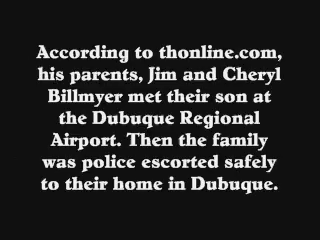 According to thonline.com,
his parents, Jim and Cheryl
Billmyer met their son at
the Dubuque Regional
Airport. Then the family
was police escorted safely
to their home in Dubuque.